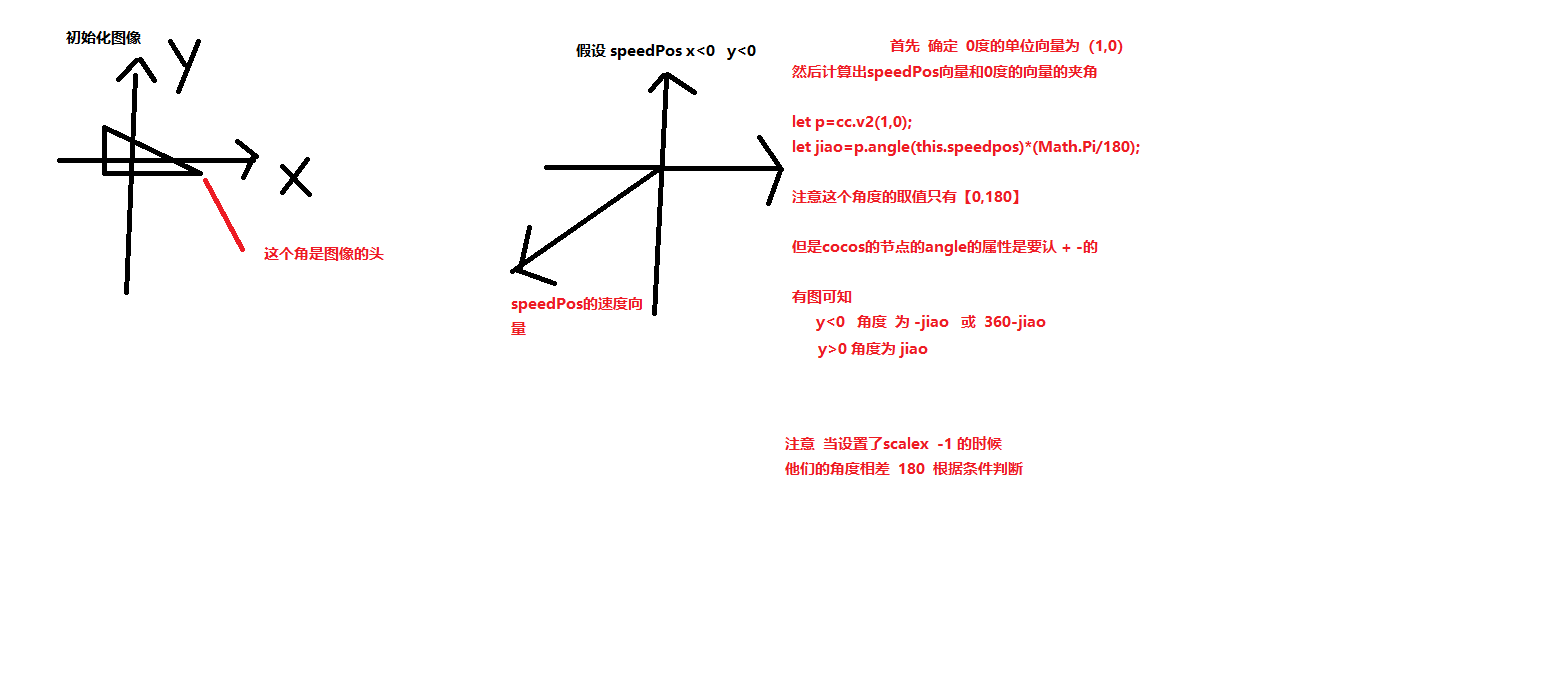 初始化图像
y
x
这个角是图像的头
假设 speedPos x<0 y<0
speedPos的速度向
量
首先 确定 0度的单位向量为 (1,0)
然后计算出speedPos向量和0度的向量的夹角
let p=cc.v2(1,0);
let jiao=p.angle(this.speedpos)*(Math.Pi/180);
注意这个角度的取值只有【0,180】
但是cocos的节点的angle的属性是要认 + -的
有图可知
y<0 角度 为 -jiao 或 360-jiao
y>0 角度为 jiao
注意 当设置了scalex -1 的时候
他们的角度相差 180 根据条件判断